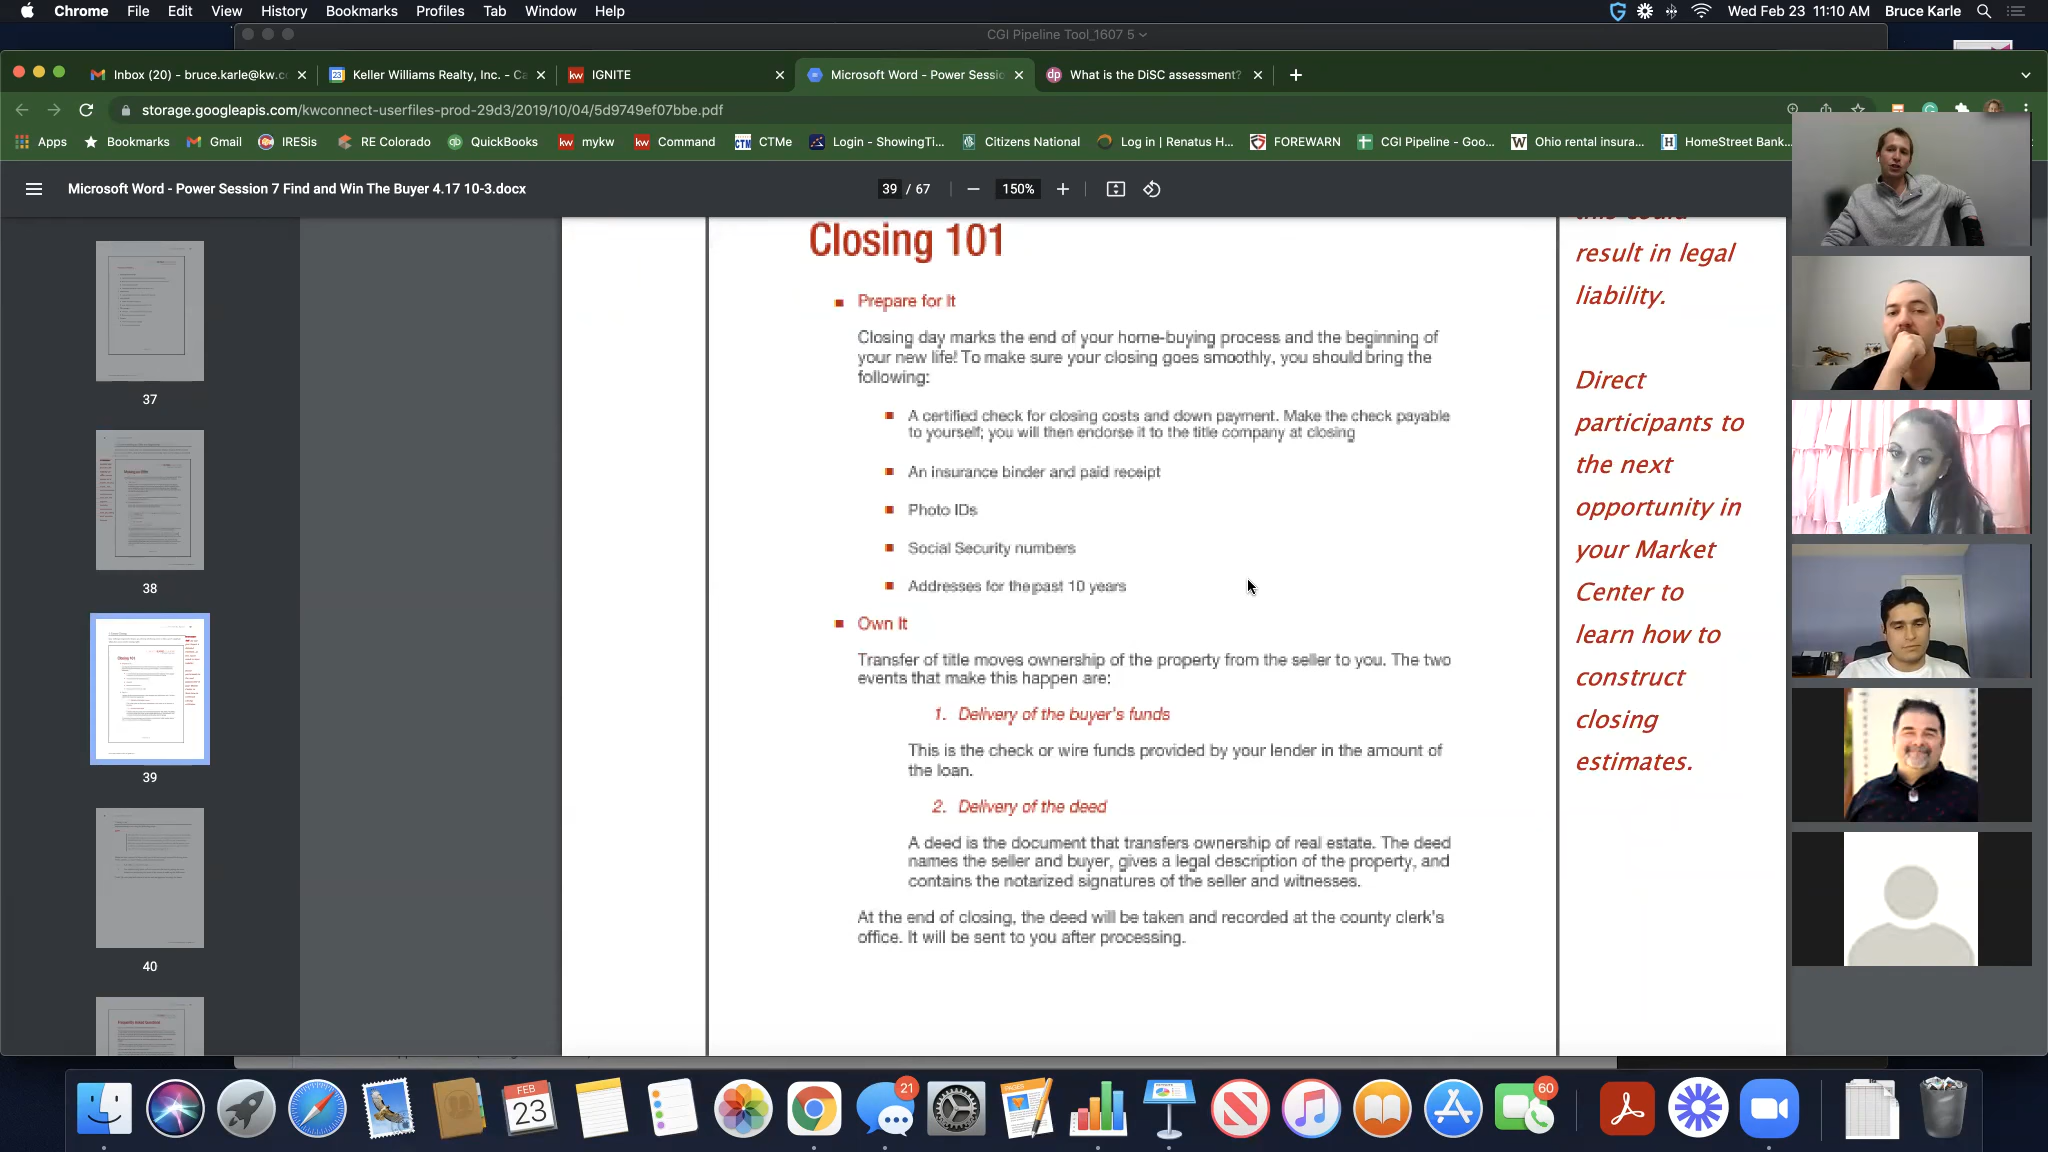 Chrome File Edit View History Bookmarks Profiles Tab Window Help
Wed Feb 23 11:10 AM Bruce Karle
CGI Pipeline Tool_1607 5
Inbox (20) - bruce.karle@kw.c
Keller Williams Realty, Inc. - Ca
IGNITE
Microsoft Word - Power Sessio
What is the DiSC assessment?
storage.googleapis.com/kwconnect-userfiles-prod-29d3/2019/10/04/5d9749ef07bbe.pdf
Apps Bookmarks Gmail IRESis RE Colorado QuickBooks mykw Command CTMe Login - ShowingTi... Citizens National Log in | Renatus H... FOREWARN CGI Pipeline - Goo... Ohio rental insura... HomeStreet Bank...
Microsoft Word - Power Session 7 Find and Win The Buyer 4.17 10-3.docx
39 / 67
150%
37
38
39
40
Closing 101
Prepare for It
Closing day marks the end of your home-buying process and the beginning of
your new life! To make sure your closing goes smoothly, you should bring the
following:
A certified check for closing costs and down payment. Make the check payable
to yourself; you will then endorse it to the title company at closing
An insurance binder and paid receipt
Photo IDs
Social Security numbers
Addresses for the past 10 years
Own It
Transfer of title moves ownership of the property from the seller to you. The two
events that make this happen are:
1. Delivery of the buyer's funds
This is the check or wire funds provided by your lender in the amount of
the loan.
2. Delivery of the deed
A deed is the document that transfers ownership of real estate. The deed
names the seller and buyer, gives a legal description of the property, and
contains the notarized signatures of the seller and witnesses.
At the end of closing, the deed will be taken and recorded at the county clerk's
office. It will be sent to you after processing.
result in legal
liability.
Direct
participants to
the next
opportunity in
your Market
Center to
learn how to
construct
closing
estimates.
FEB
23
21
PAGES
60